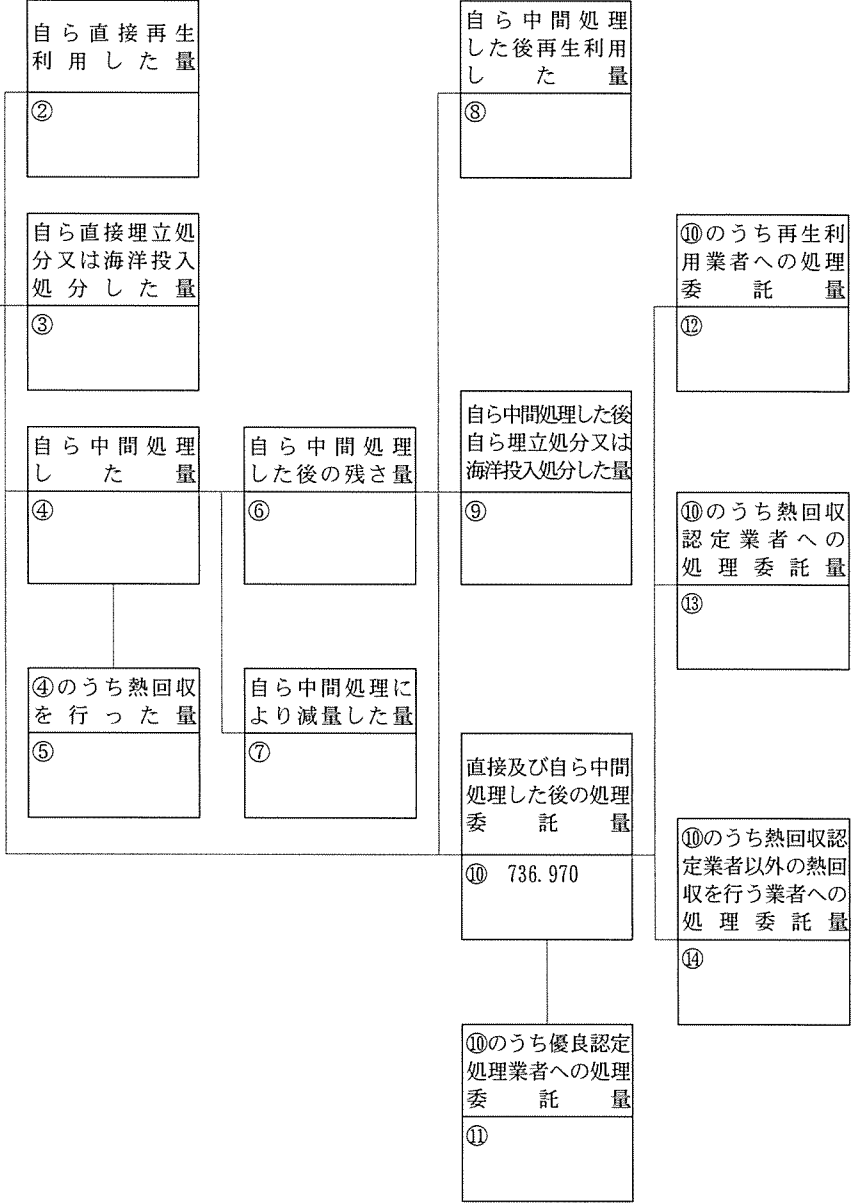 自ら直接再生
利用した量
②
自ら直接埋立処
分又は海洋投入
処分した量
③
自ら中間処理
した量
④
④のうち熱回収
を行った量
⑤
自ら中間処理
した後の残さ量
⑥
自ら中間処理に
より減量した量
⑦
自ら中間処理
した後再生利用
した量
⑧
自ら中間処理した後
自ら埋立処分又は
海洋投入処分した量
⑨
直接及び自ら中間
処理した後の処理
委託量
⑩ 736.970
⑩のうち優良認定
処理業者への処理
委託量
⑪
⑩のうち再生利
用業者への処理
委託量
⑫
⑩のうち熱回収
認定業者への
処理委託量
⑬
⑩のうち熱回収認
定業者以外の熱回
収を行う業者への
処理委託量
⑭